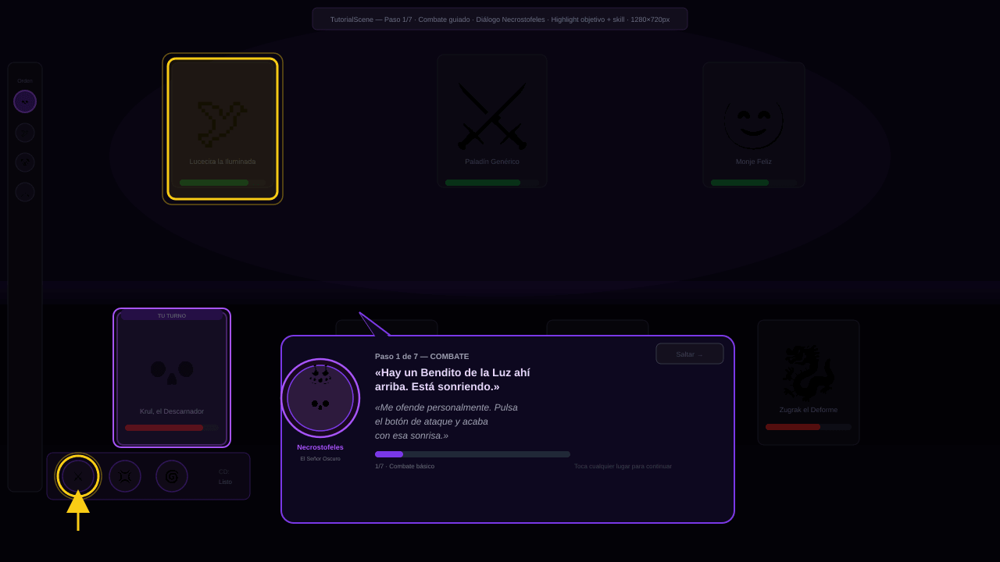 TutorialScene — Paso 1/7 · Combate guiado · Diálogo Necrostofeles · Highlight objetivo + skill · 1280×720px
Orden
Lucecita la Iluminada
Paladín Genérico
Monje Feliz
TU TURNO
Krul, el Descarnador
Zugrak el Deforme
Saltar →
Paso 1 de 7 — COMBATE
«Hay un Bendito de la Luz ahí
arriba. Está sonriendo.»
«Me ofende personalmente. Pulsa
el botón de ataque y acaba
con esa sonrisa.»
Necrostofeles
El Señor Oscuro
1/7 · Combate básico
Toca cualquier lugar para continuar
CD:
Listo